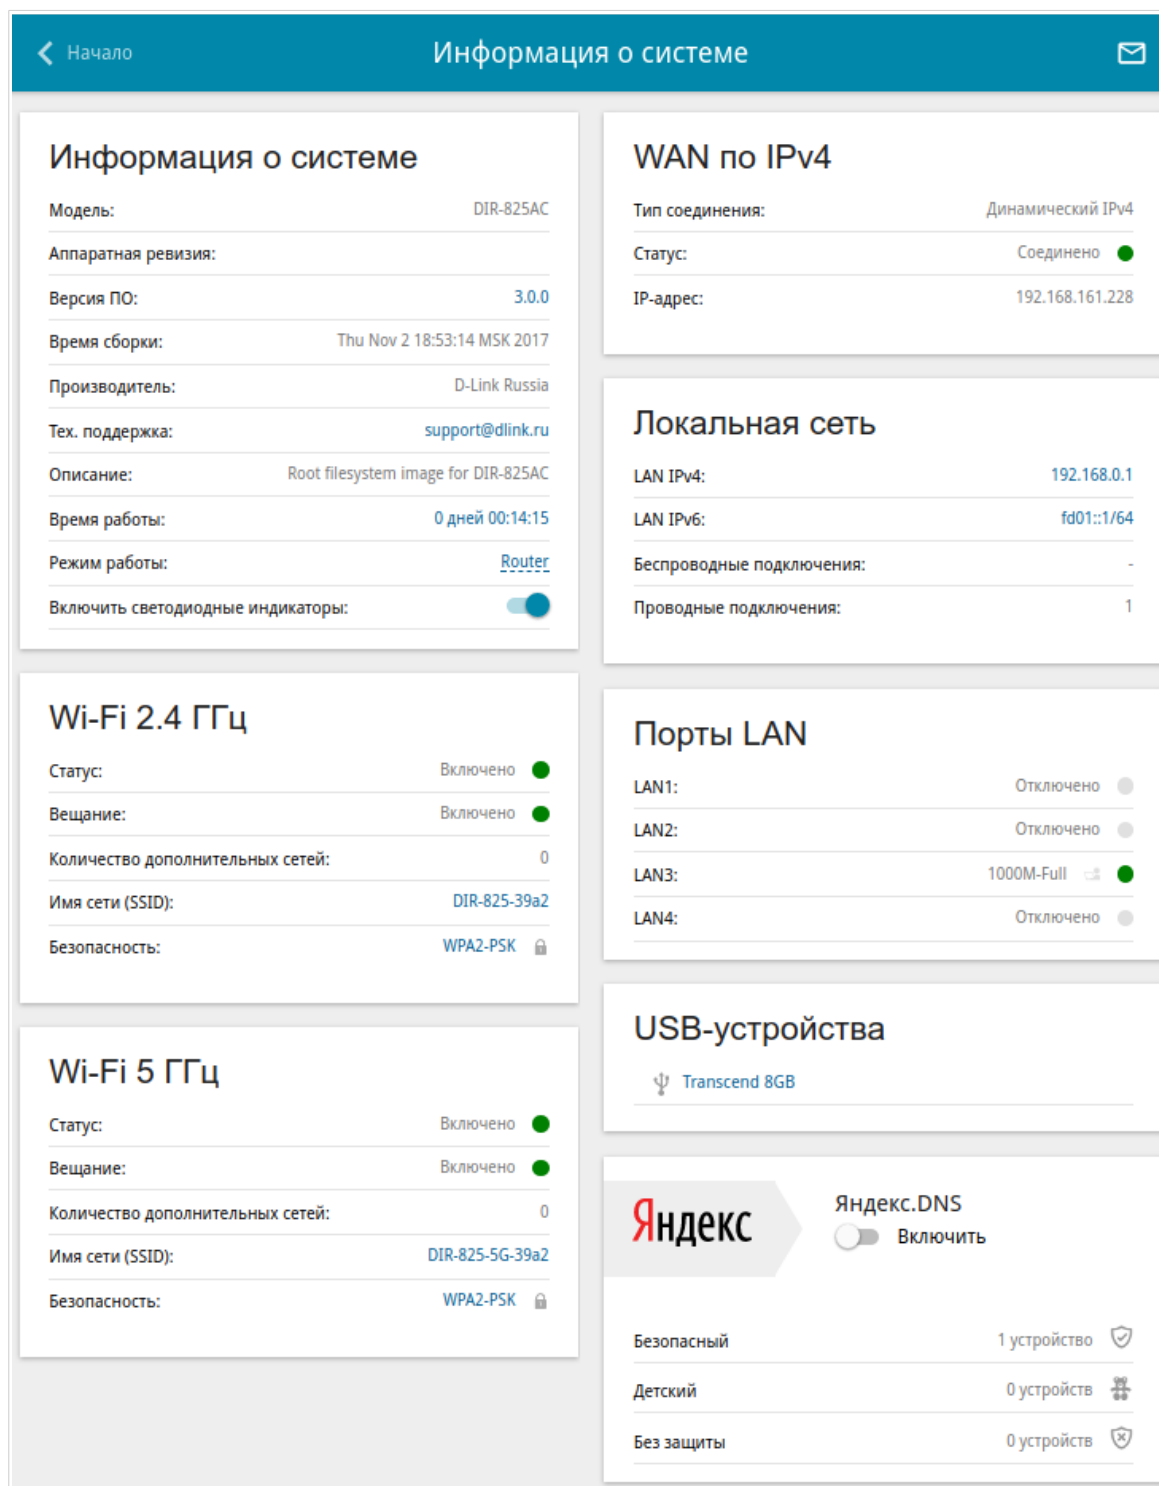 Начало
Информация о системе
Информация о системе
Модель: DIR-825AC
Аппаратная ревизия:
Версия ПО: 3.0.0
Время сборки: Thu Nov 2 18:53:14 MSK 2017
Производитель: D-Link Russia
Тех. поддержка: support@dlink.ru
Описание: Root filesystem image for DIR-825AC
Время работы: 0 дней 00:14:15
Режим работы: Router
Включить светодиодные индикаторы:
Wi-Fi 2.4 ГГц
Статус: Включено
Вещание: Включено
Количество дополнительных сетей: 0
Имя сети (SSID): DIR-825-39a2
Безопасность: WPA2-PSK
Wi-Fi 5 ГГц
Статус: Включено
Вещание: Включено
Количество дополнительных сетей: 0
Имя сети (SSID): DIR-825-5G-39a2
Безопасность: WPA2-PSK
WAN по IPv4
Тип соединения: Динамический IPv4
Статус: Соединено
IP-адрес: 192.168.161.228
Локальная сеть
LAN IPv4: 192.168.0.1
LAN IPv6: fd01::1/64
Беспроводные подключения: -
Проводные подключения: 1
Порты LAN
LAN1: Отключено
LAN2: Отключено
LAN3: 1000M-Full
LAN4: Отключено
USB-устройства
Transcend 8GB
Яндекс
Яндекс.DNS
Включить
Безопасный 1 устройство
Детский 0 устройств
Без защиты 0 устройств